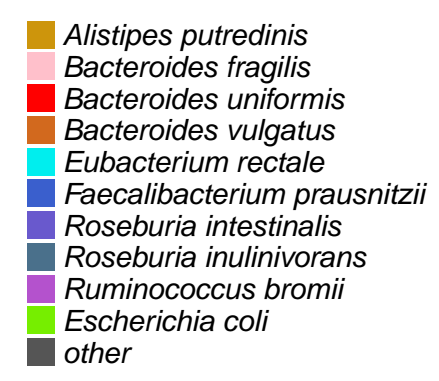 Alistipes putredinis
Bacteroides fragilis
Bacteroides uniformis
Bacteroides vulgatus
Eubacterium rectale
Faecalibacterium prausnitzii
Roseburia intestinalis
Roseburia inulinivorans
Ruminococcus bromii
Escherichia coli
other